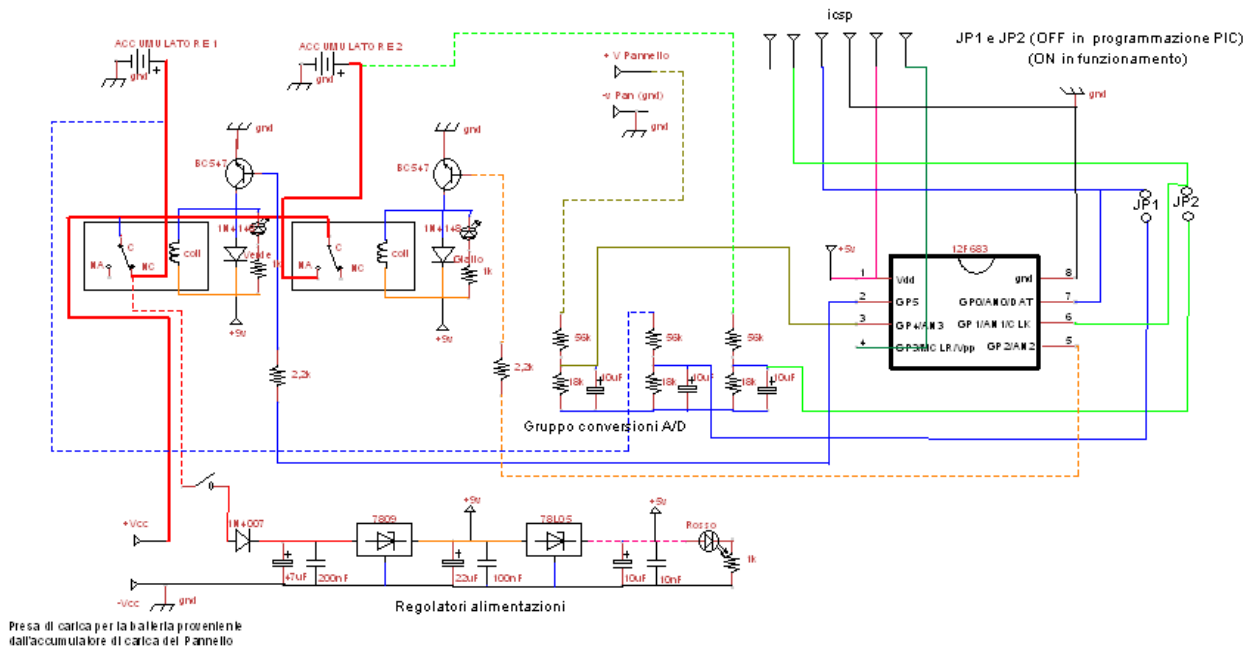 icsp
JP1 e JP2 (OFF in programmazione PIC)
(ON in funzionamento)
ACCUMULATORE 1
+
gnd
ACCUMULATORE2
+
gnd
+ V Pannello
-v Pan (gnd)
gnd
gnd
gnd
gnd
BC547
BC547
JP1
JP2
1N4148
Verde
1k
C
NA
NC
coil
+9v
1N4148
Giallo
1k
C
NA
NC
coil
+9v
+5v
12F683
1
Vdd
gnd
8
2
GP5
GP0/AN0/DAT
7
3
GP4/AN3
GP1/AN1/CLK
6
4
GP3/MCLR/Vpp
GP2/AN2
5
56k
56k
56k
18k
10uF
18k
10uF
18k
10uF
2,2k
2,2k
Gruppo conversioni A/D
+Vcc
1N4007
7809
+9v
78L05
+5v
Rosso
1k
47uF
200nF
22uF
100nF
10uF
10nF
-Vcc
gnd
Regolatori alimentazioni
Presa di carica per la batteria proveniente
dall'accumulatore di carica del Pannello